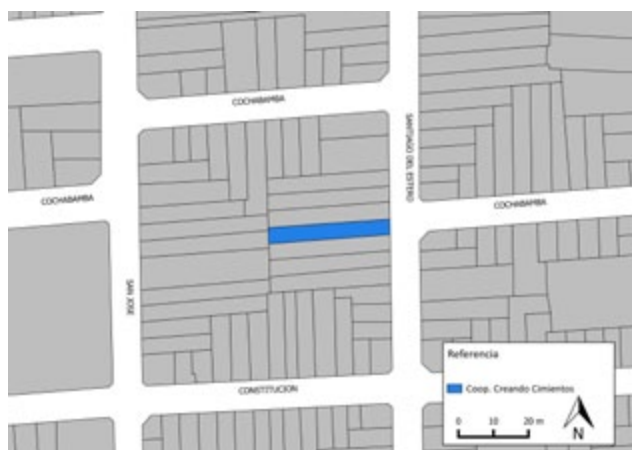 COCHABAMBA
SANTIAGO DEL ESTERO
COCHABAMBA
COCHABAMBA
SAN JOSE
CONSTITUCION
Referencia
Coop. Creando Cimientos
0 10 20 m
N